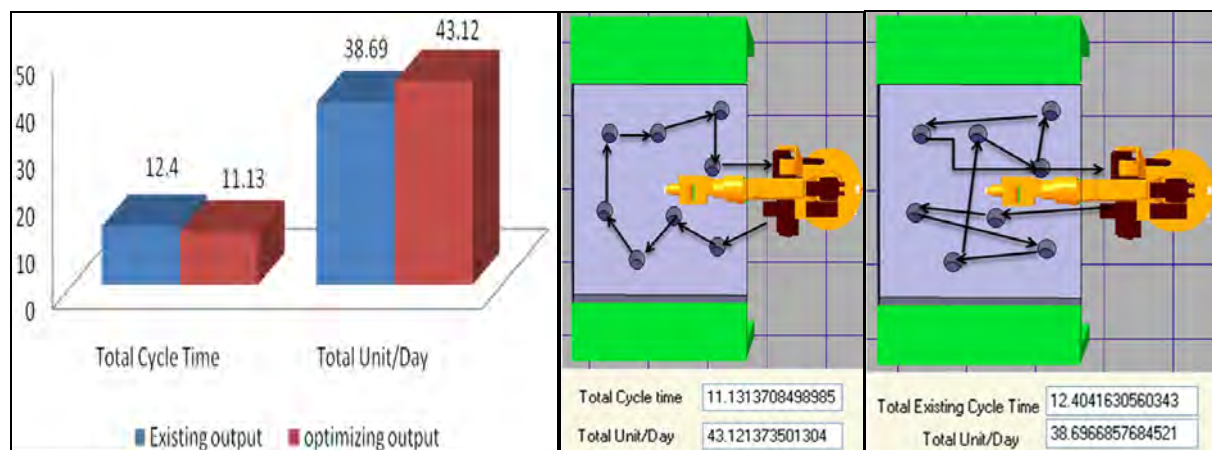 50
40
30
20
10
0
12.4
11.13
38.69
43.12
Total Cycle Time
Total Unit/Day
Existing output
optimizing output
Total Cycle time 11.1313708498985
Total Unit/Day 43.121373501304
Total Existing Cycle Time 12.4041630560343
Total Unit/Day 38.6966857684521